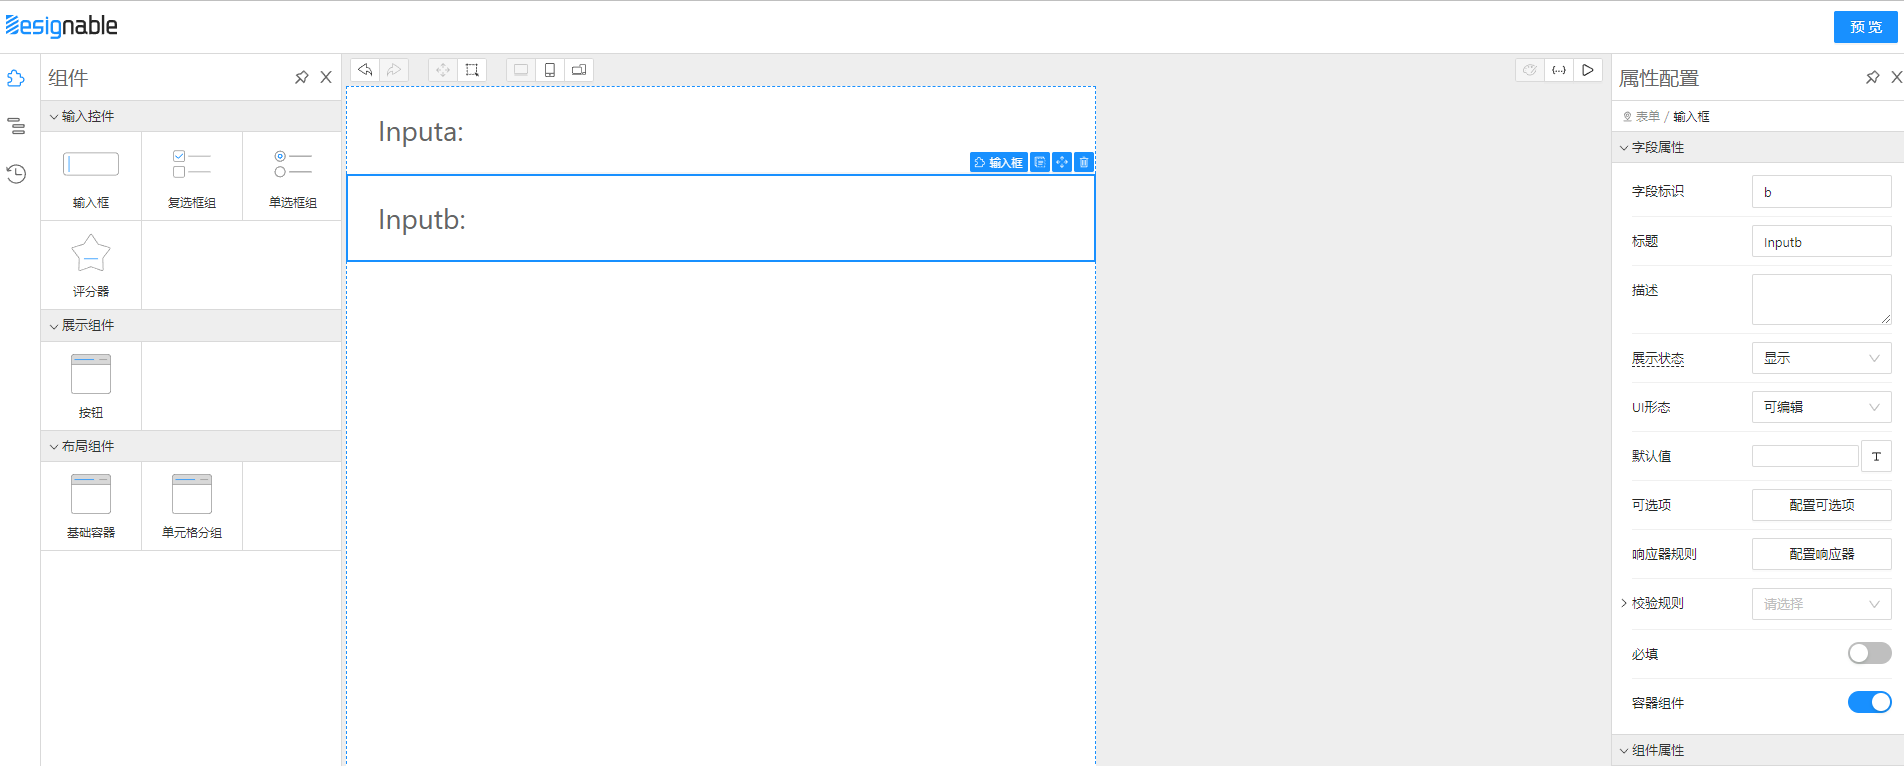 Designable
预 览
组件
输入控件
输入框
复选框组
单选框组
评分器
展示组件
按钮
布局组件
基础容器
单元格分组
Inputa:
输入框
Inputb:
{...}
属性配置
表单 / 输入框
字段属性
字段标识
b
标题
Inputb
描述
展示状态
显示
UI形态
可编辑
默认值
T
可选项
配置可选项
响应器规则
配置响应器
校验规则
请选择
必填
容器组件
组件属性